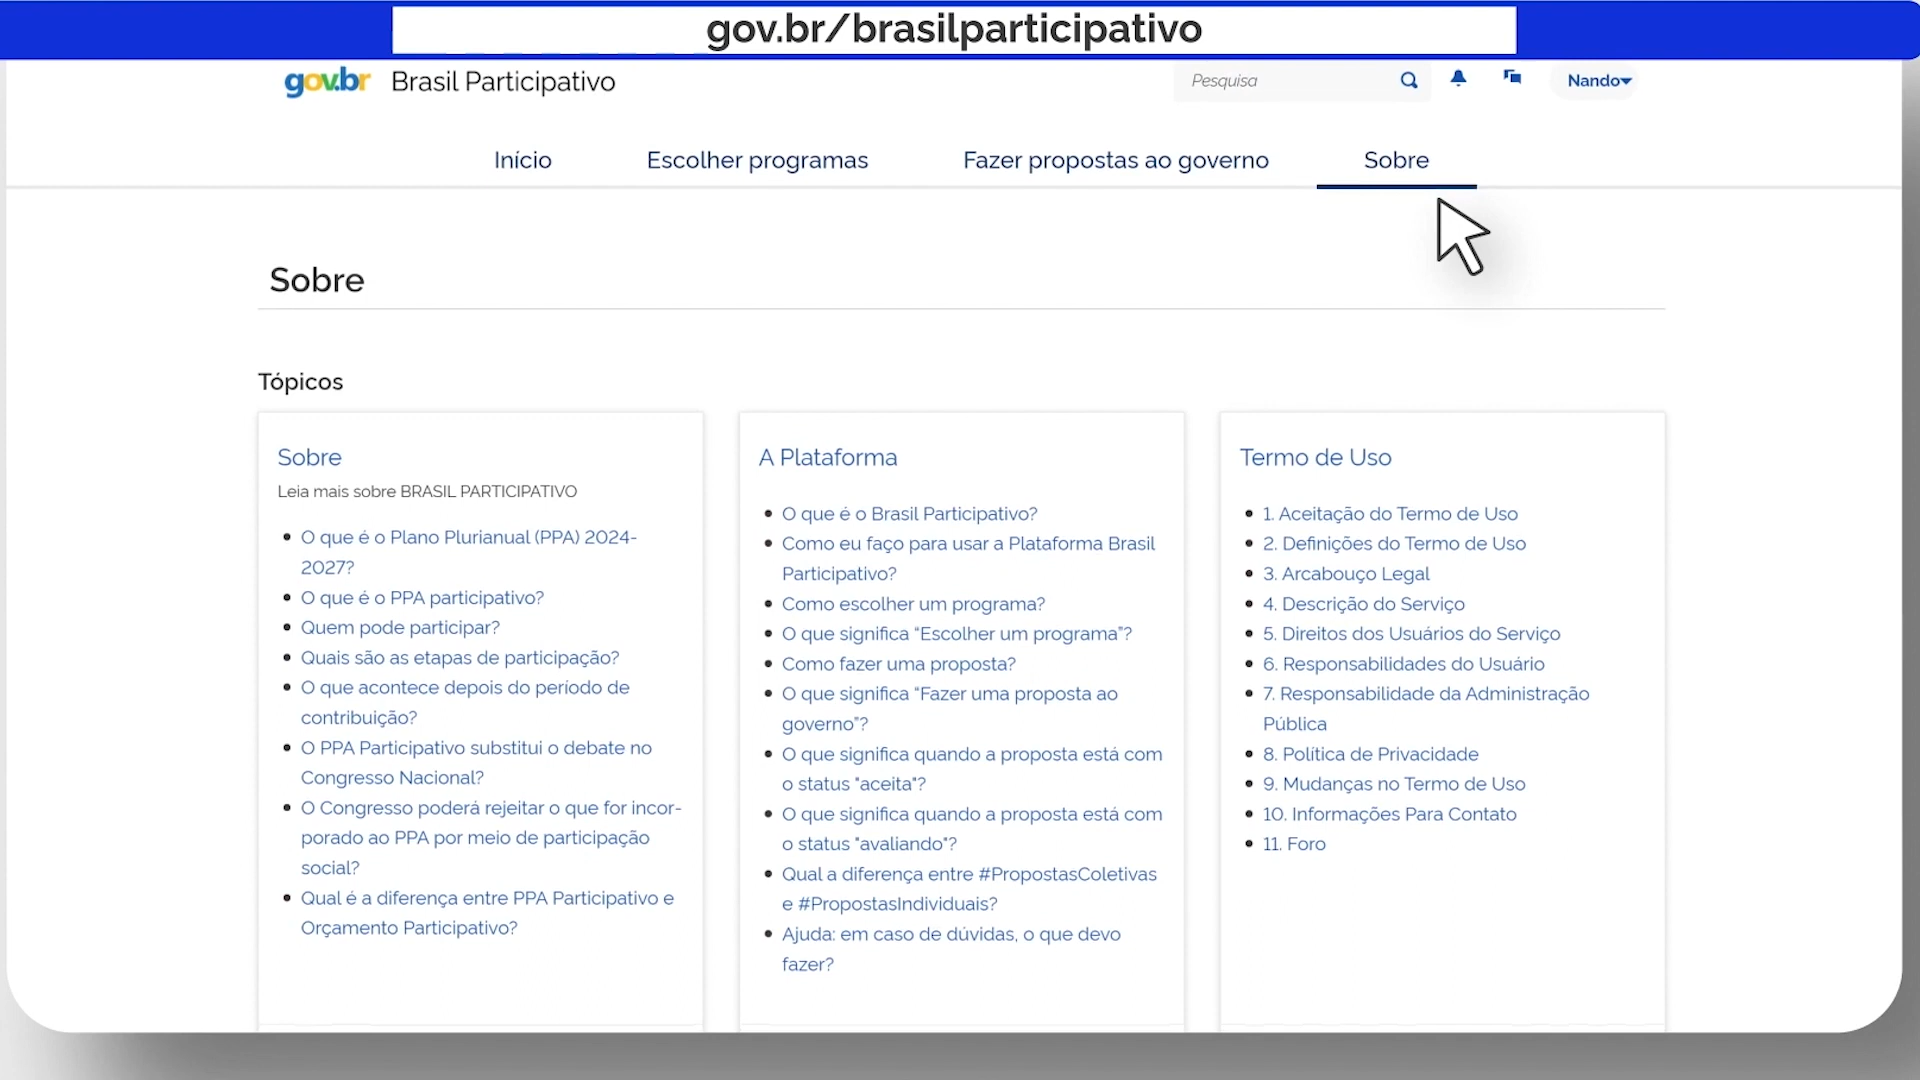 gov.br/brasilparticipativo
gov.br Brasil Participativo
Pesquisa
Nando
Início
Escolher programas
Fazer propostas ao governo
Sobre
Sobre
Tópicos
Sobre
Leia mais sobre BRASIL PARTICIPATIVO
O que é o Plano Plurianual (PPA) 2024-
2027?
O que é o PPA participativo?
Quem pode participar?
Quais são as etapas de participação?
O que acontece depois do período de
contribuição?
O PPA Participativo substitui o debate no
Congresso Nacional?
O Congresso poderá rejeitar o que for incor-
porado ao PPA por meio de participação
social?
Qual é a diferença entre PPA Participativo e
Orçamento Participativo?
A Plataforma
O que é o Brasil Participativo?
Como eu faço para usar a Plataforma Brasil
Participativo?
Como escolher um programa?
O que significa “Escolher um programa”?
Como fazer uma proposta?
O que significa “Fazer uma proposta ao
governo”?
O que significa quando a proposta está com
o status "aceita"?
O que significa quando a proposta está com
o status "avaliando"?
Qual a diferença entre #PropostasColetivas
e #PropostasIndividuais?
Ajuda: em caso de dúvidas, o que devo
fazer?
Termo de Uso
1. Aceitação do Termo de Uso
2. Definições do Termo de Uso
3. Arcabouço Legal
4. Descrição do Serviço
5. Direitos dos Usuários do Serviço
6. Responsabilidades do Usuário
7. Responsabilidade da Administração
Pública
8. Política de Privacidade
9. Mudanças no Termo de Uso
10. Informações Para Contato
11. Foro